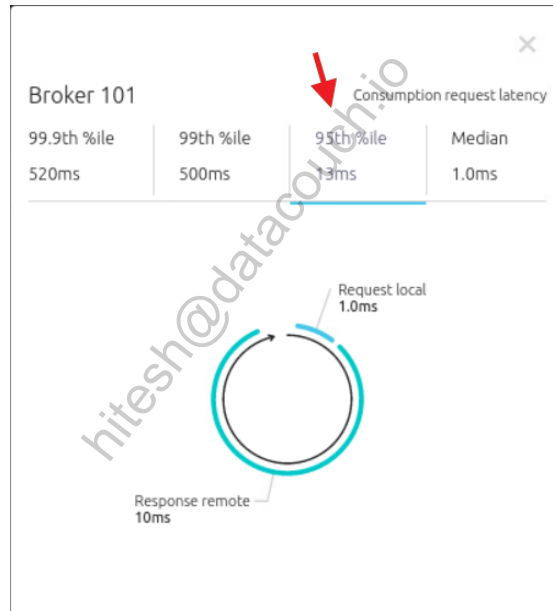 ×
Broker 101
Consumption request latency
99.9th %ile 99th %ile 95th %ile Median
520ms 500ms 13ms 1.0ms
Request local
1.0ms
Response remote
10ms
hitesh@datacouch.io